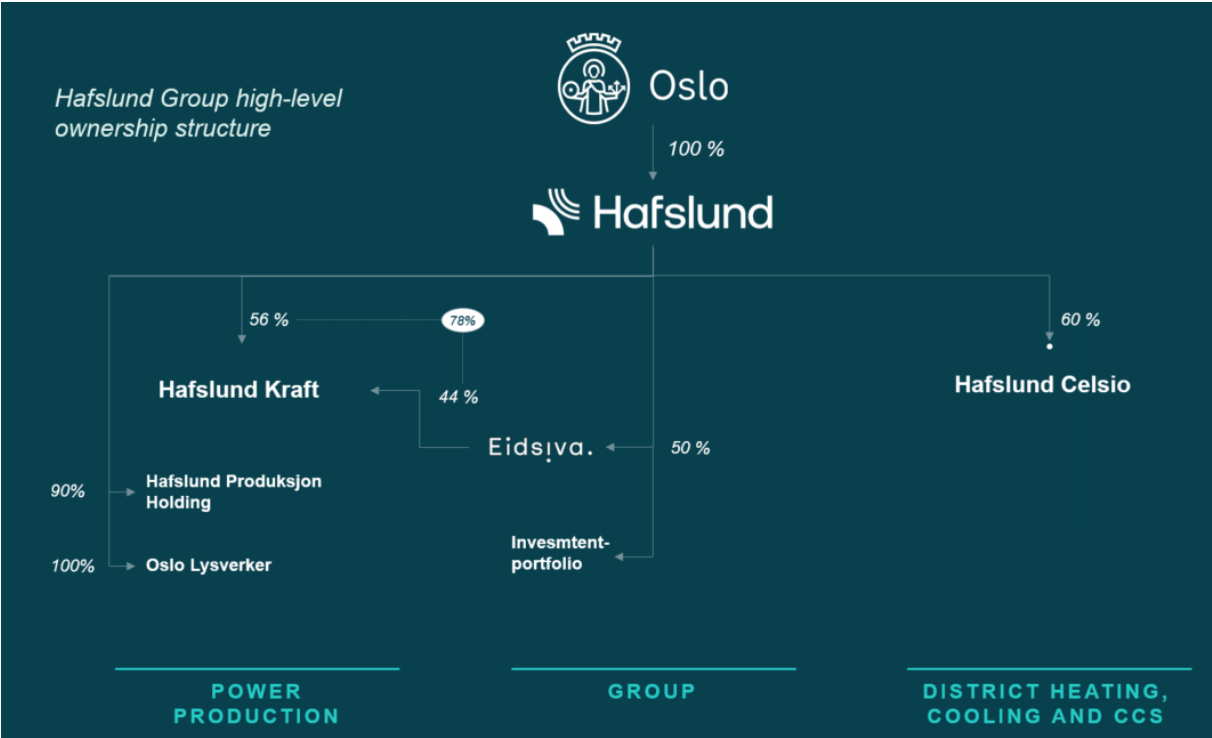 Oslo
Hafslund Group high-level
ownership structure
100 %
Hafslund
56 %
78%
60 %
Hafslund Kraft
44 %
Hafslund Celsio
Eidsiva.
50 %
90%
Hafslund Produksjon
Holding
Invesmtent-
portfolio
100%
Oslo Lysverker
POWER
PRODUCTION
GROUP
DISTRICT HEATING,
COOLING AND CCS